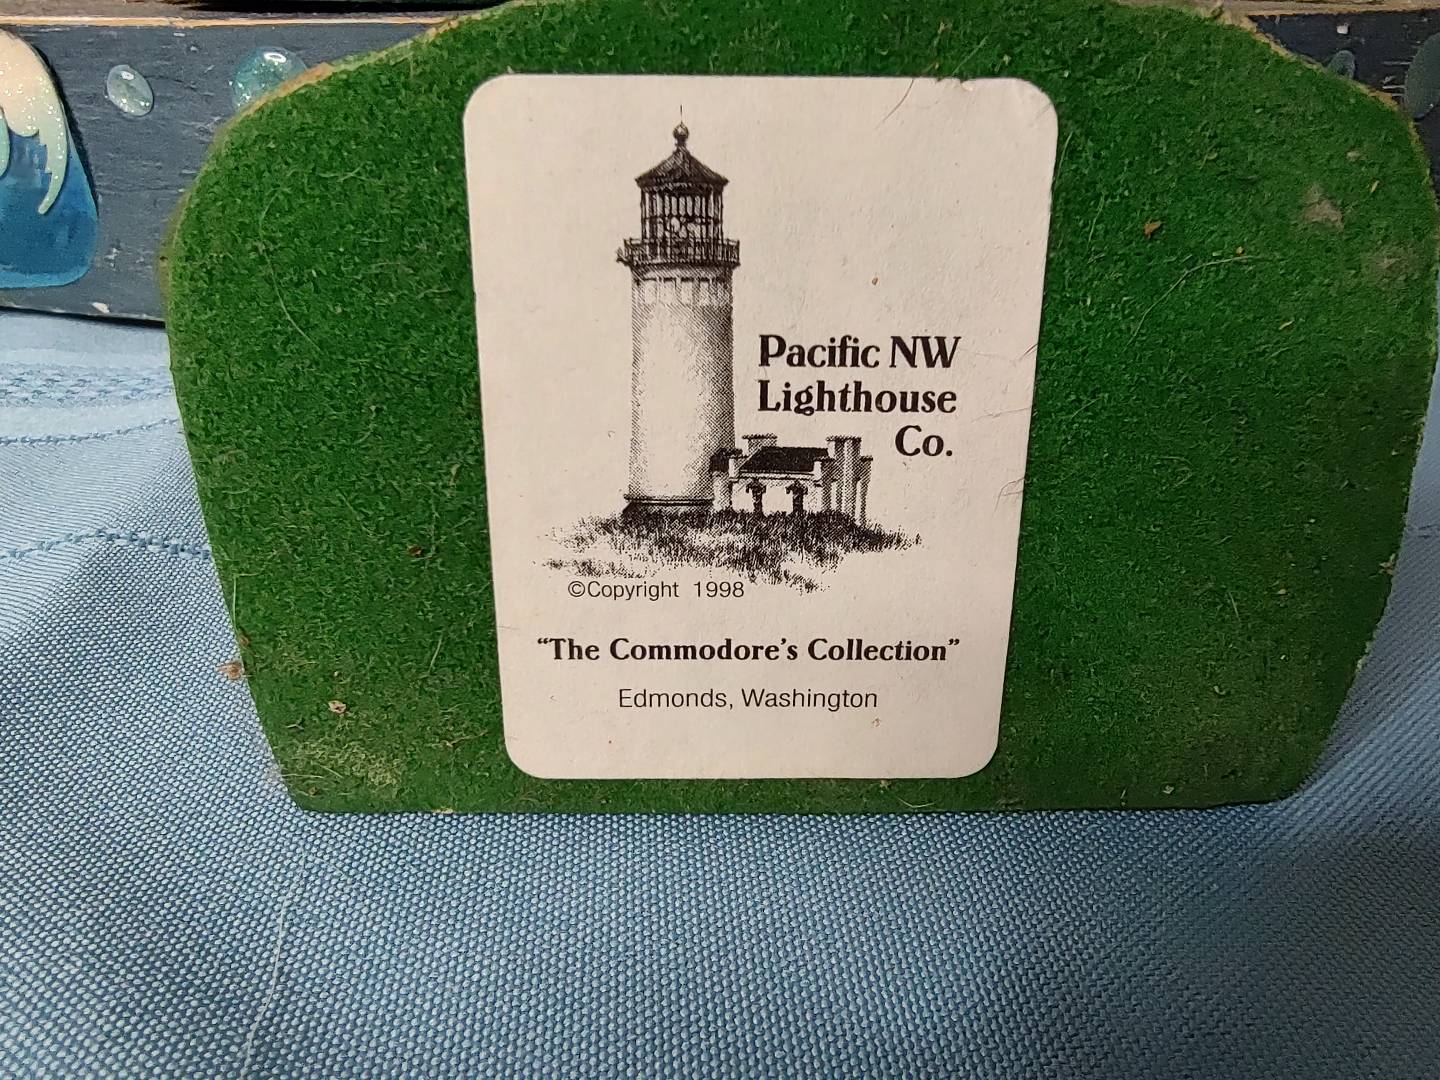 Pacific NW
Lighthouse
Co.
©Copyright 1998
“The Commodore’s Collection”
Edmonds, Washington